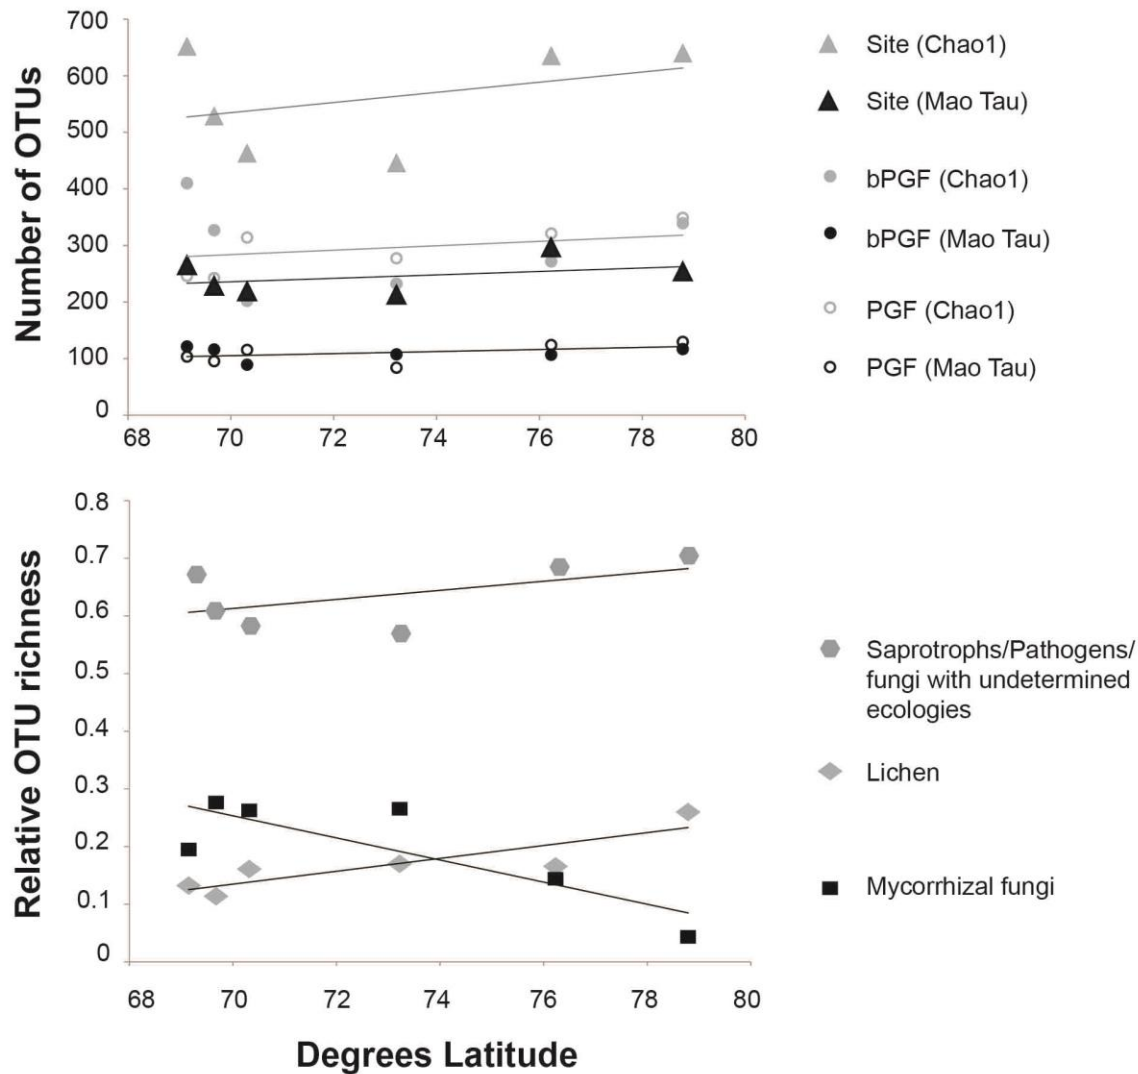 Number of OTUs
700
600
500
400
300
200
100
0
68 70 72 74 76 78 80
Site (Chao1)
Site (Mao Tau)
bPGF (Chao1)
bPGF (Mao Tau)
PGF (Chao1)
PGF (Mao Tau)
Relative OTU richness
0.8
0.7
0.6
0.5
0.4
0.3
0.2
0.1
0
68 70 72 74 76 78 80
Degrees Latitude
Saprotrophs/Pathogens/
fungi with undetermined
ecologies
Lichen
Mycorrhizal fungi